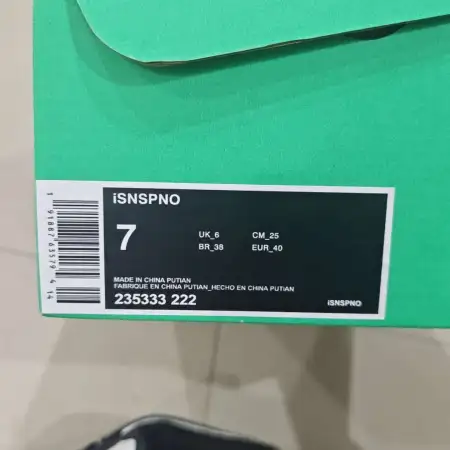 iSNSPNO
7
UK_6 CM_25
BR_38 EUR_40
MADE IN CHINA PUTIAN
FABRIQUE EN CHINA PUTIAN_HECHO EN CHINA PUTIAN
235333 222
iSNSPNO